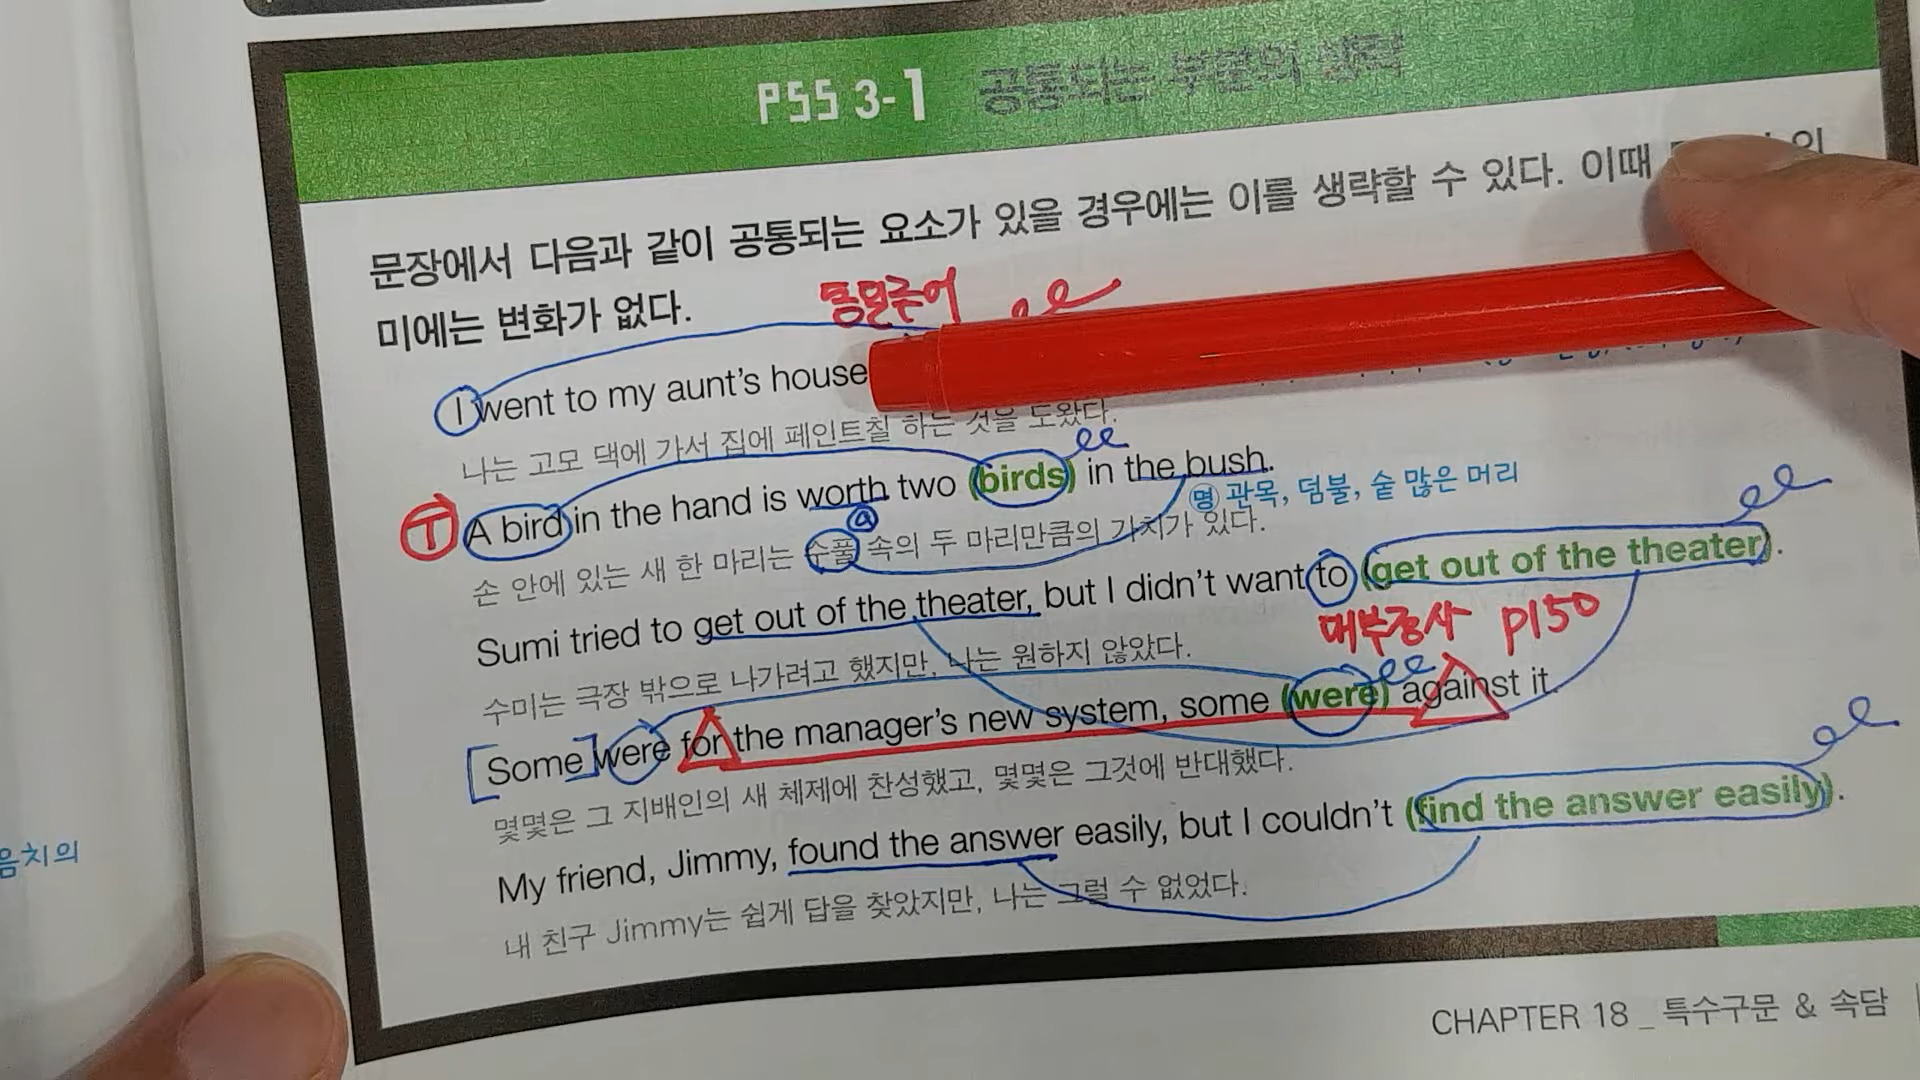 PSS 3-1 공통되는 부분의 생략
문장에서 다음과 같이 공통되는 요소가 있을 경우에는 이를 생략할 수 있다. 이때
미에는 변화가 없다.
동일주어
I went to my aunt's house
나는 고모 댁에 가서 집에 페인트칠 하는 것을 도왔다.
T A bird in the hand is worth two (birds) in the bush.
ⓐ 명 관목, 덤불, 숱 많은 머리
손 안에 있는 새 한 마리는 수풀 속의 두 마리만큼의 가치가 있다.
Sumi tried to get out of the theater, but I didn't want to (get out of the theater).
대부정사 p150
수미는 극장 밖으로 나가려고 했지만, 나는 원하지 않았다.
[Some] were for the manager's new system, some (were) against it.
몇몇은 그 지배인의 새 체제에 찬성했고, 몇몇은 그것에 반대했다.
My friend, Jimmy, found the answer easily, but I couldn't (find the answer easily).
내 친구 Jimmy는 쉽게 답을 찾았지만, 나는 그럴 수 없었다.
음치의
CHAPTER 18 _ 특수구문 & 속담